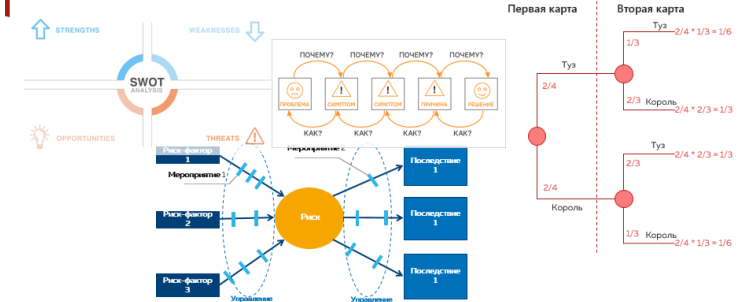 STRENGTHS
WEAKNESSES
SWOT
ANALYSIS
OPPORTUNITIES
THREATS
ПОЧЕМУ?
ПОЧЕМУ?
ПОЧЕМУ?
ПОЧЕМУ?
ПРОБЛЕМА
СИМПТОМ
СИМПТОМ
ПРИЧИНА
РЕШЕНИЕ
КАК?
КАК?
КАК?
КАК?
Риск-фактор
1
Мероприятие 1
Мероприятие 2
Риск-фактор
2
Риск
Риск-фактор
3
Последствие
1
Последствие
1
Последствие
1
Управление
Управление
Первая карта
Вторая карта
Туз
2/4
Король
2/4
Туз
1/3
2/4 * 1/3 = 1/6
2/3
Король
2/4 * 2/3 = 1/3
Туз
2/3
2/4 * 2/3 = 1/3
1/3
Король
2/4 * 1/3 = 1/6